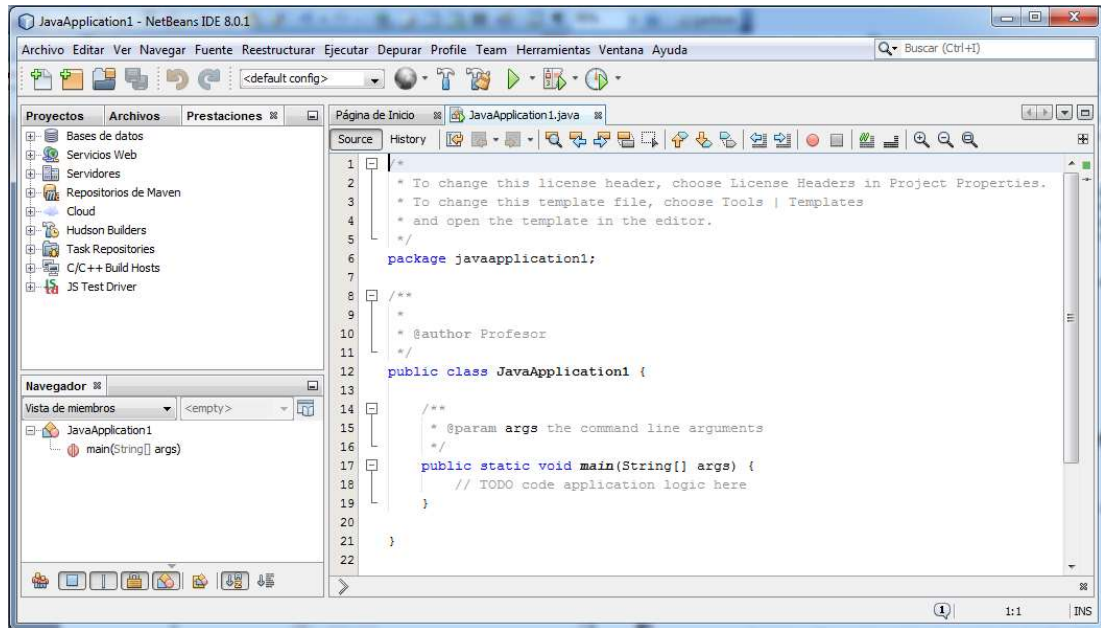 JavaApplication1 - NetBeans IDE 8.0.1
Archivo Editar Ver Navegar Fuente Reestructurar Ejecutar Depurar Profile Team Herramientas Ventana Ayuda
Buscar (Ctrl+I)
<default config>
Proyectos Archivos Prestaciones
Bases de datos
Servicios Web
Servidores
Repositorios de Maven
Cloud
Hudson Builders
Task Repositories
C/C++ Build Hosts
JS Test Driver
Navegador
Vista de miembros <empty>
JavaApplication1
main(String[] args)
Página de Inicio JavaApplication1.java
Source History
1 /*
2 * To change this license header, choose License Headers in Project Properties.
3 * To change this template file, choose Tools | Templates
4 * and open the template in the editor.
5 */
6 package javaapplication1;
7
8 /**
9 *
10 * @author Profesor
11 */
12 public class JavaApplication1 {
13
14 /**
15 * @param args the command line arguments
16 */
17 public static void main(String[] args) {
18 // TODO code application logic here
19 }
20
21 }
22
1 1:1 INS